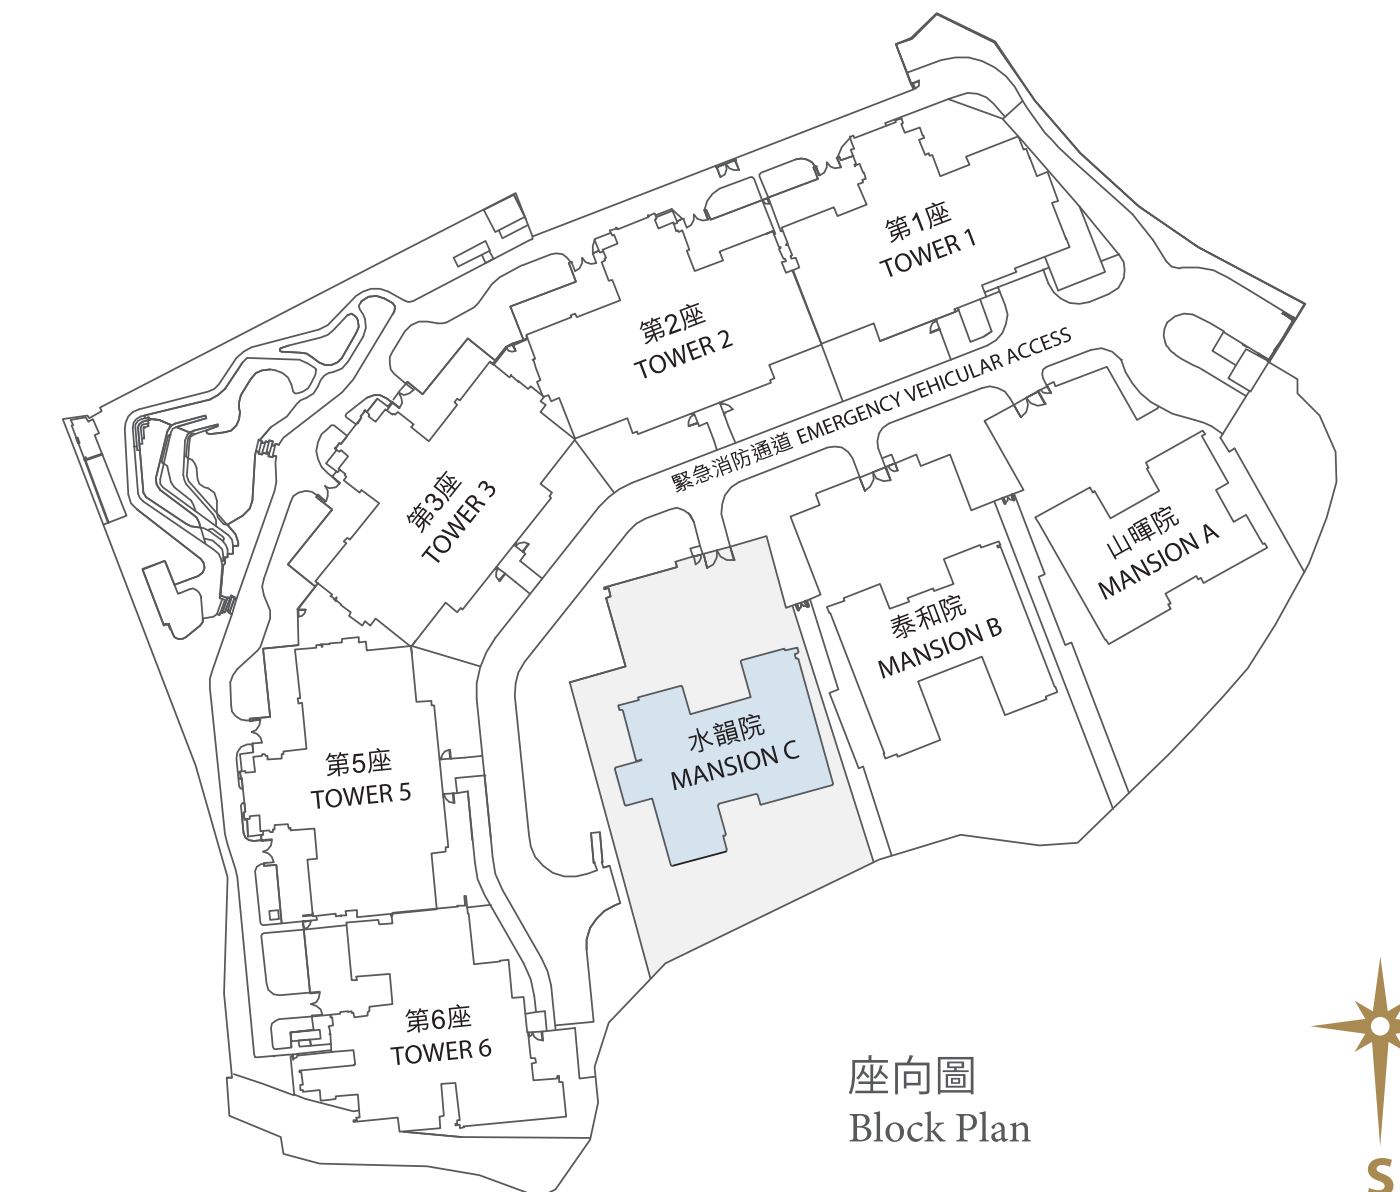 第1座
TOWER 1
第2座
TOWER 2
緊急消防通道 EMERGENCY VEHICULAR ACCESS
第3座
TOWER 3
山暉院
MANSION A
泰和院
MANSION B
水韻院
MANSION C
第5座
TOWER 5
第6座
TOWER 6
座向圖
Block Plan
S